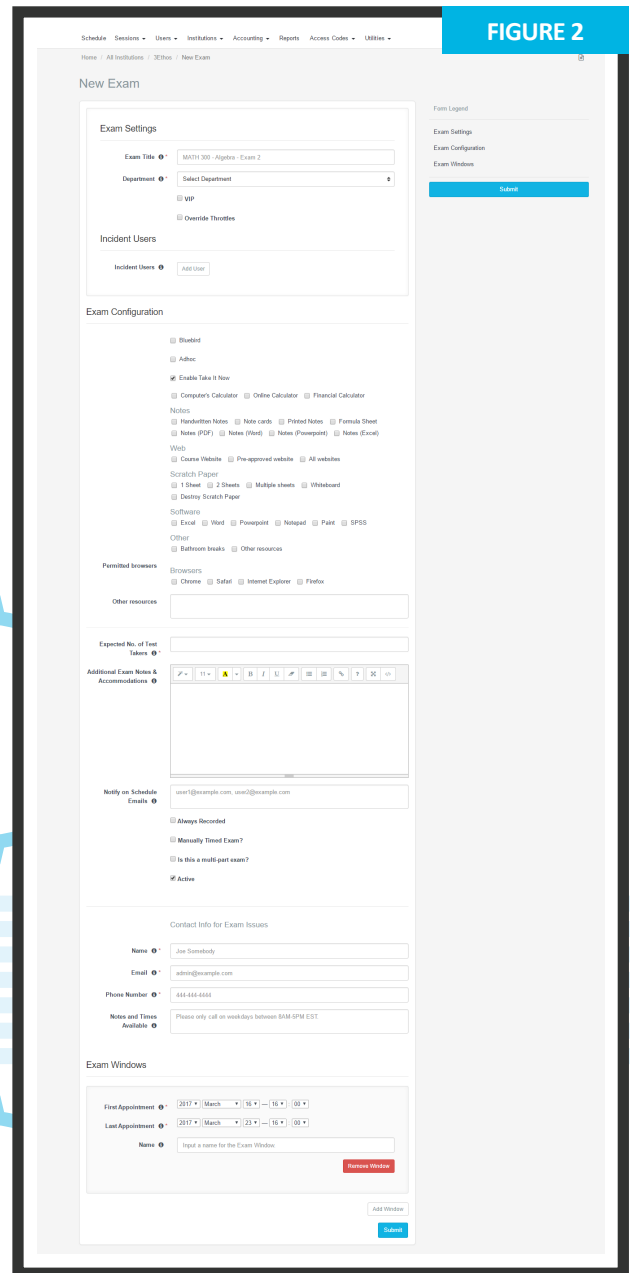 FIGURE 2
Schedule Sessions Users Institutions Accounting Reports Access Codes Utilities
Home / All Institutions / 3Ethos / New Exam
New Exam
Form Legend
Exam Settings
Exam Configuration
Exam Windows
Submit
Exam Settings
Exam Title * MATH 300 - Algebra - Exam 2
Department * Select Department
VIP
Override Throttles
Incident Users
Incident Users Add User
Exam Configuration
Bluebird
Adhoc
Enable Take It Now
Computer's Calculator Online Calculator Financial Calculator
Notes
Handwritten Notes Note cards Printed Notes Formula Sheet
Notes (PDF) Notes (Word) Notes (Powerpoint) Notes (Excel)
Web
Course Website Pre-approved website All websites
Scratch Paper
1 Sheet 2 Sheets Multiple sheets Whiteboard
Destroy Scratch Paper
Software
Excel Word Powerpoint Notepad Paint SPSS
Other
Bathroom breaks Other resources
Permitted browsers
Browsers
Chrome Safari Internet Explorer Firefox
Other resources
Expected No. of Test
Takers *
Additional Exam Notes &
Accommodations
11 A B I U ? </>
Notify on Schedule
Emails
user1@example.com, user2@example.com
Always Recorded
Manually Timed Exam?
Is this a multi-part exam?
Active
Contact Info for Exam Issues
Name * Joe Somebody
Email * admin@example.com
Phone Number * 444-444-4444
Notes and Times
Available
Please only call on weekdays between 8AM-5PM EST.
Exam Windows
First Appointment * 2017 March 16 — 16 : 00
Last Appointment * 2017 March 23 — 16 : 00
Name Input a name for the Exam Window.
Remove Window
Add Window
Submit